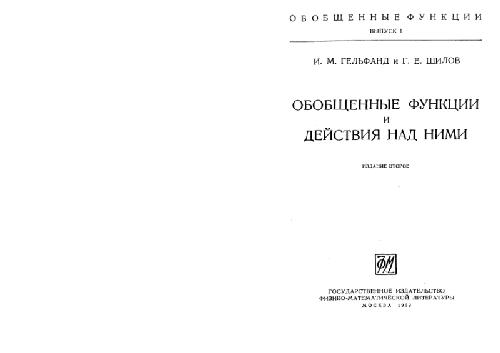 ОБОБЩЕННЫЕ ФУНКЦИИ
ВЫПУСК 1
И. М. ГЕЛЬФАНД и Г. Е. ШИЛОВ
ОБОБЩЕННЫЕ ФУНКЦИИ
И
ДЕЙСТВИЯ НАД НИМИ
ИЗДАНИЕ ВТОРОЕ
ФМ
ГОСУДАРСТВЕННОЕ ИЗДАТЕЛЬСТВО
ФИЗИКО-МАТЕМАТИЧЕСКОЙ ЛИТЕРАТУРЫ
МОСКВА